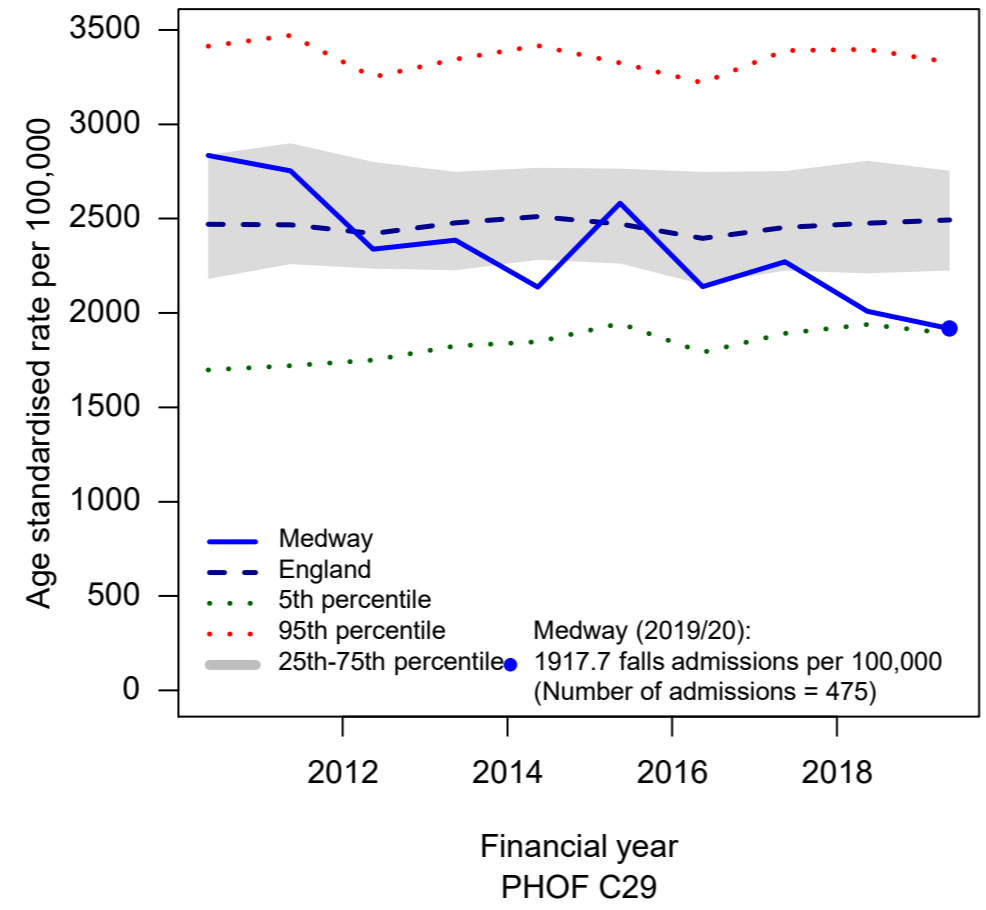 Age standardised rate per 100,000
3500
3000
2500
2000
1500
1000
500
0
Medway
England
5th percentile
95th percentile
25th-75th percentile
Medway (2019/20):
1917.7 falls admissions per 100,000
(Number of admissions = 475)
2012 2014 2016 2018
Financial year
PHOF C29